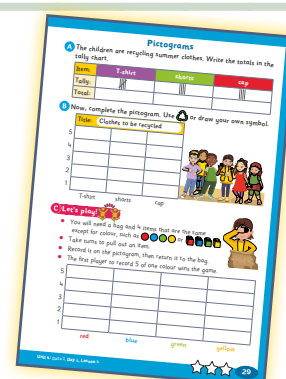 Pictograms
A The children are recycling summer clothes. Write the totals in the
tally chart.
Item: T-shirt shorts cap
Tally:
Total:
B Now, complete the pictogram. Use or draw your own symbol.
Title: Clothes to be recycled
5
4
3
2
1
T-shirt shorts cap
C Let's play!
• You will need a bag and 4 items that are the same
except for colour, such as or
• Take turns to pull out an item.
• Record it on the pictogram, then return it to the bag.
• The first player to record 5 of one colour wins the game.
5
4
3
2
1
red blue green yellow
29